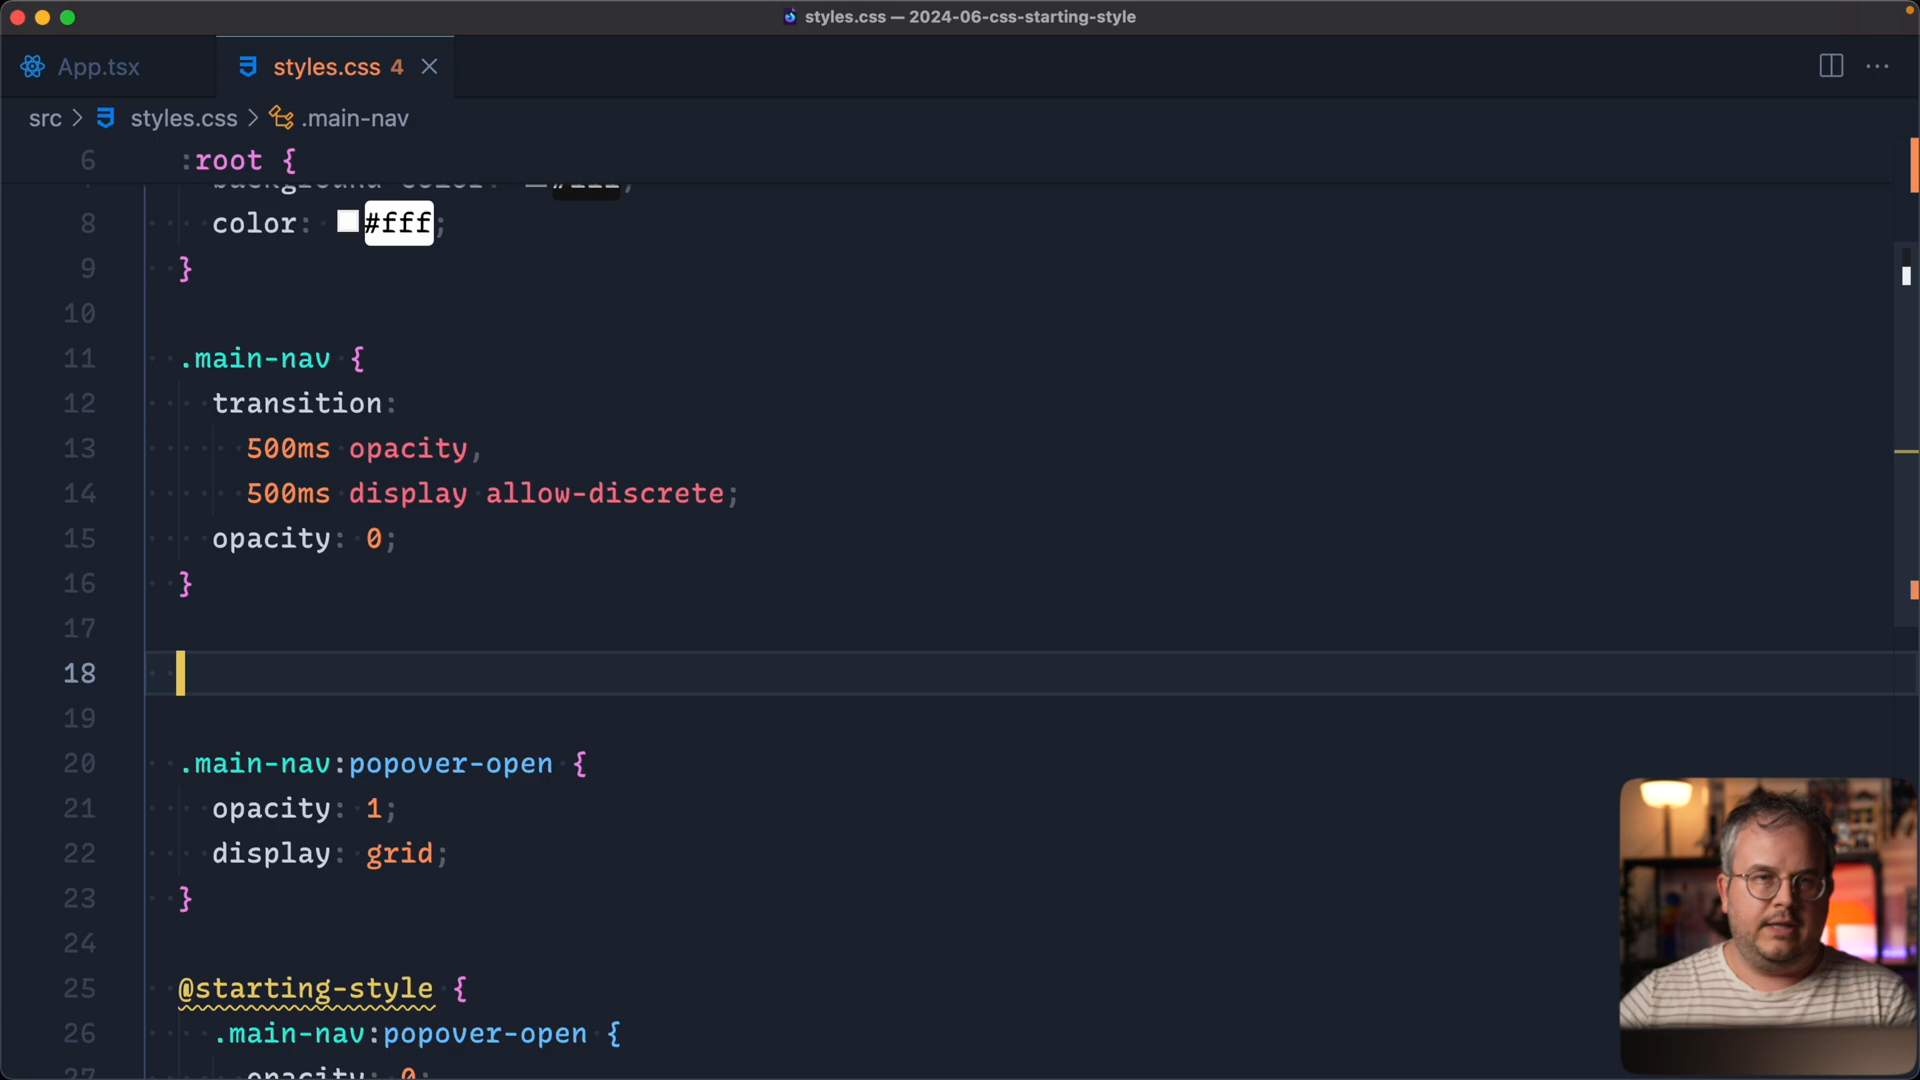 styles.css — 2024-06-css-starting-style
App.tsx
styles.css 4
src > styles.css > .main-nav
6 :root {
8 color: #fff;
9 }
10
11 .main-nav {
12 transition:
13 500ms opacity,
14 500ms display allow-discrete;
15 opacity: 0;
16 }
17
18
19
20 .main-nav:popover-open {
21 opacity: 1;
22 display: grid;
23 }
24
25 @starting-style {
26 .main-nav:popover-open {
27 opacity: 0;